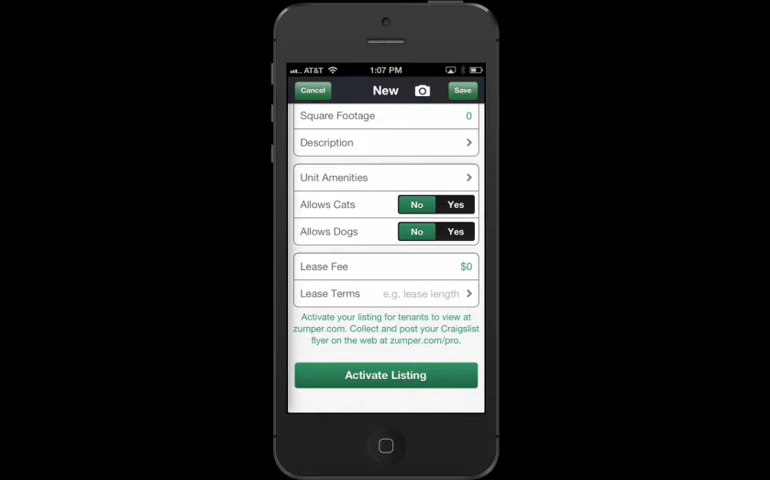 AT&T 1:07 PM
Cancel New Save
Square Footage 0
Description
Unit Amenities
Allows Cats No Yes
Allows Dogs No Yes
Lease Fee $0
Lease Terms e.g. lease length
Activate your listing for tenants to view at
zumper.com. Collect and post your Craigslist
flyer on the web at zumper.com/pro.
Activate Listing